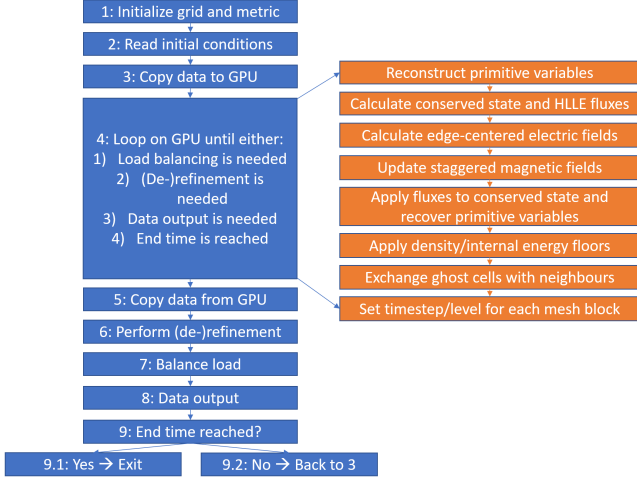 1: Initialize grid and metric
2: Read initial conditions
3: Copy data to GPU
4: Loop on GPU until either:
1) Load balancing is needed
2) (De-)refinement is
needed
3) Data output is needed
4) End time is reached
5: Copy data from GPU
6: Perform (de-)refinement
7: Balance load
8: Data output
9: End time reached?
9.1: Yes → Exit
9.2: No → Back to 3
Reconstruct primitive variables
Calculate conserved state and HLLE fluxes
Calculate edge-centered electric fields
Update staggered magnetic fields
Apply fluxes to conserved state and
recover primitive variables
Apply density/internal energy floors
Exchange ghost cells with neighbours
Set timestep/level for each mesh block